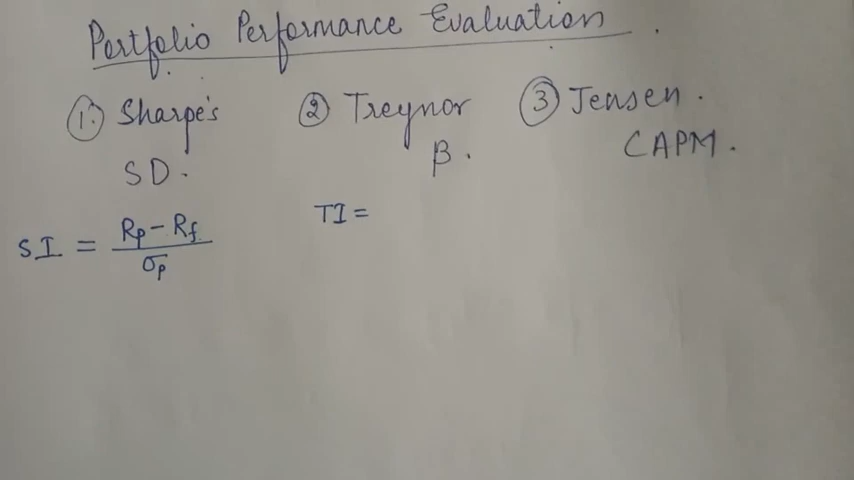 Portfolio Performance Evaluation .
① Sharpe's ② Treynor ③ Jensen .
SD . β . CAPM .
SI = Rp - Rf / σp TI =